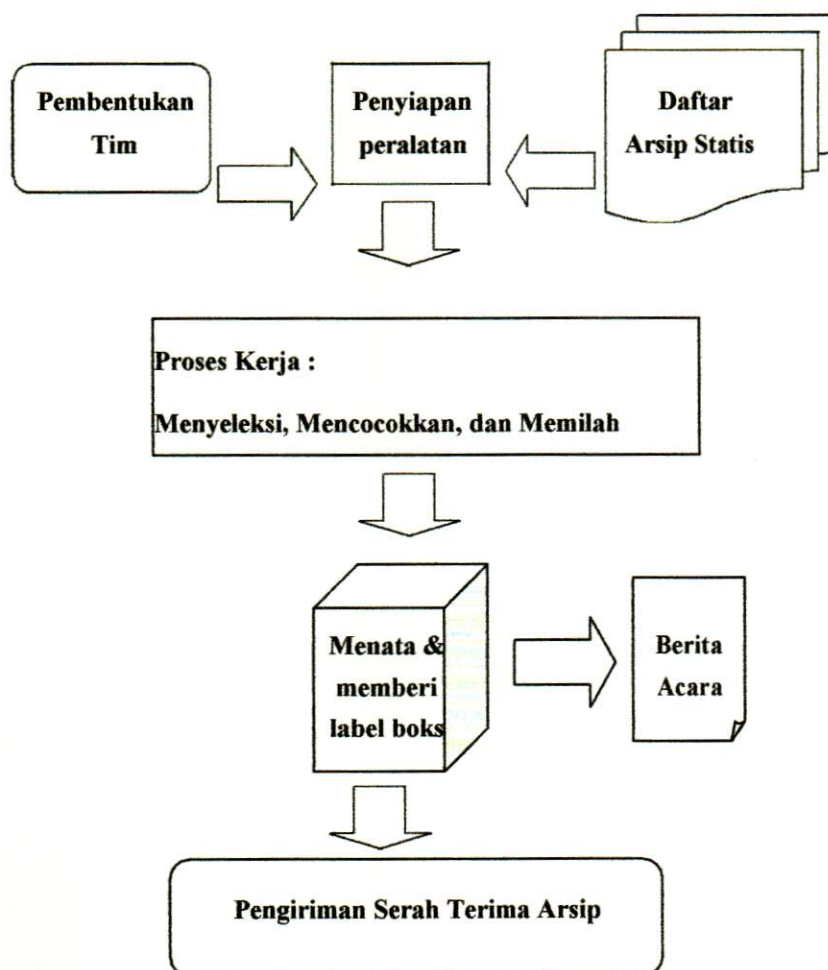 Pembentukan
Tim
Penyiapan
peralatan
Daftar
Arsip Statis
Proses Kerja :
Menyeleksi, Mencocokkan, dan Memilah
Menata &
memberi
label boks
Berita
Acara
Pengiriman Serah Terima Arsip